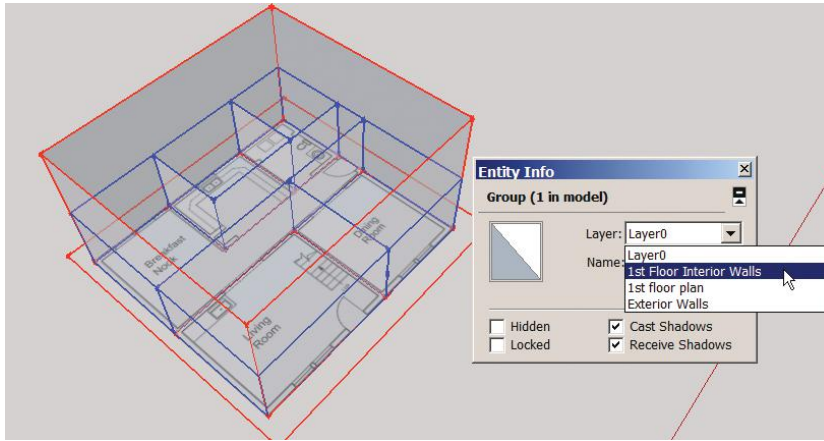 Entity Info
Group (1 in model)
Layer: Layer0
Layer0
Name:
1st Floor Interior Walls
1st floor plan
Exterior Walls
Hidden
Cast Shadows
Locked
Receive Shadows
Breakfast
Nook
Dining
Room
Living
Room